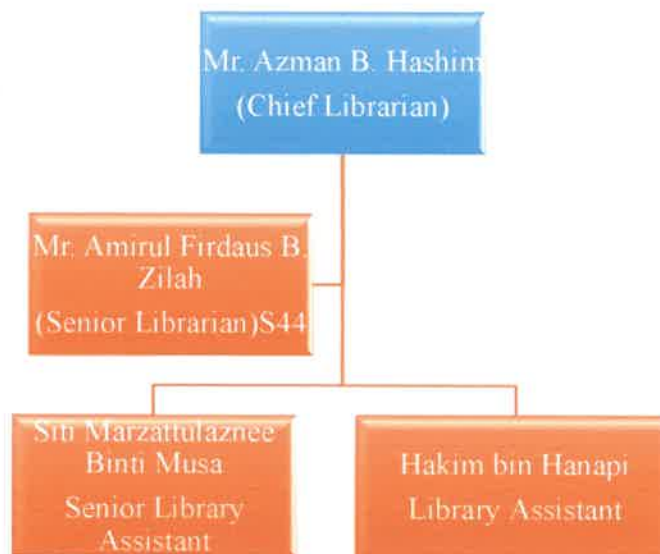 Mr. Azman B. Hashim
(Chief Librarian)
Mr. Amirul Firdaus B.
Zilah
(Senior Librarian)S44
Siti Marzattulaznee
Binti Musa
Senior Library
Assistant
Hakim bin Hanapi
Library Assistant